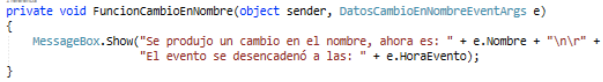 private void FuncionCambioEnNombre(object sender, DatosCambioEnNombreEventArgs e)
{
MessageBox.Show("Se produjo un cambio en el nombre, ahora es: " + e.Nombre + "\n\r" +
"El evento se desencadenó a las: " + e.HoraEvento);
}